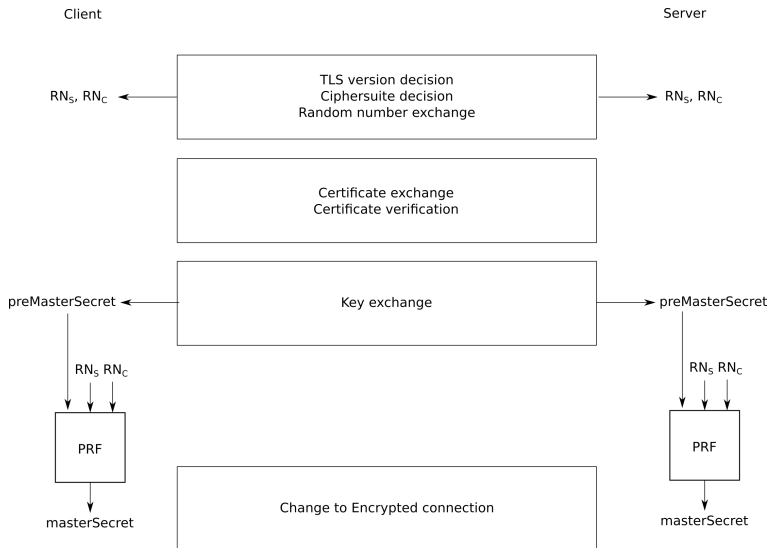 Client
Server
TLS version decision
Ciphersuite decision
Random number exchange
RNS, RNC
RNS, RNC
Certificate exchange
Certificate verification
Key exchange
preMasterSecret
preMasterSecret
RNS RNC
RNS RNC
PRF
PRF
Change to Encrypted connection
masterSecret
masterSecret